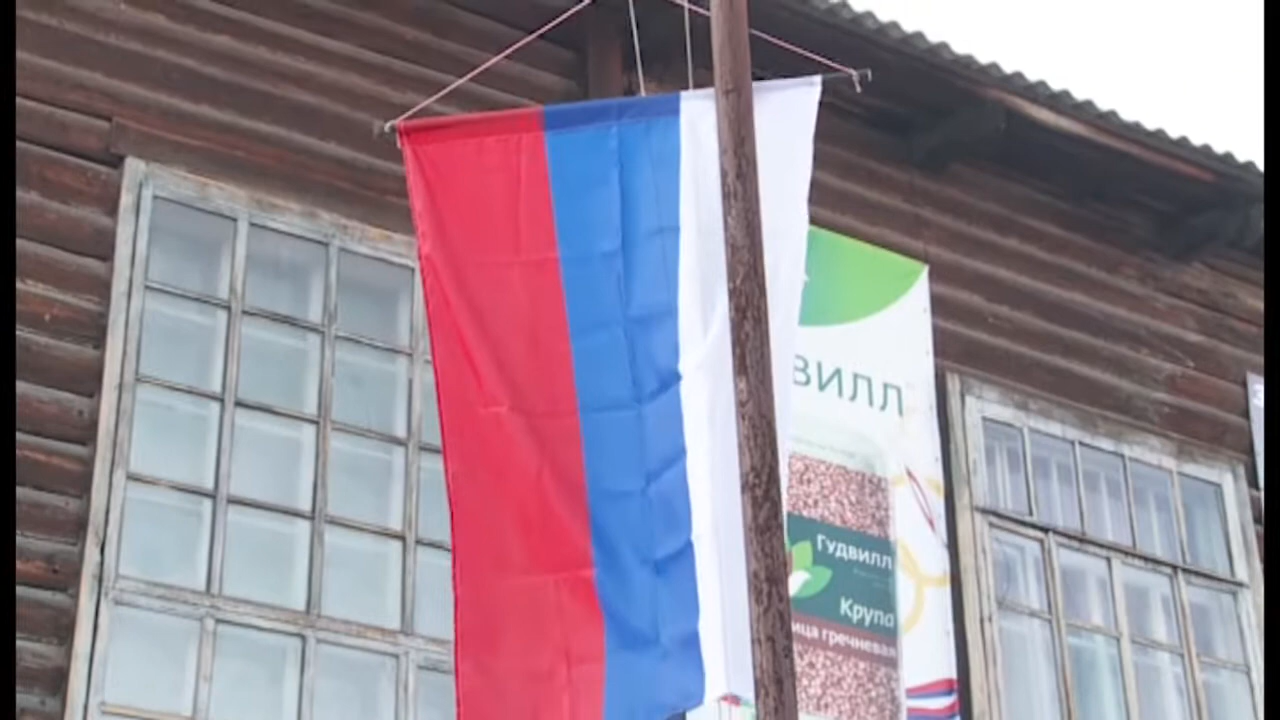 вилл
Гудвилл
Крупа
ица гречневая